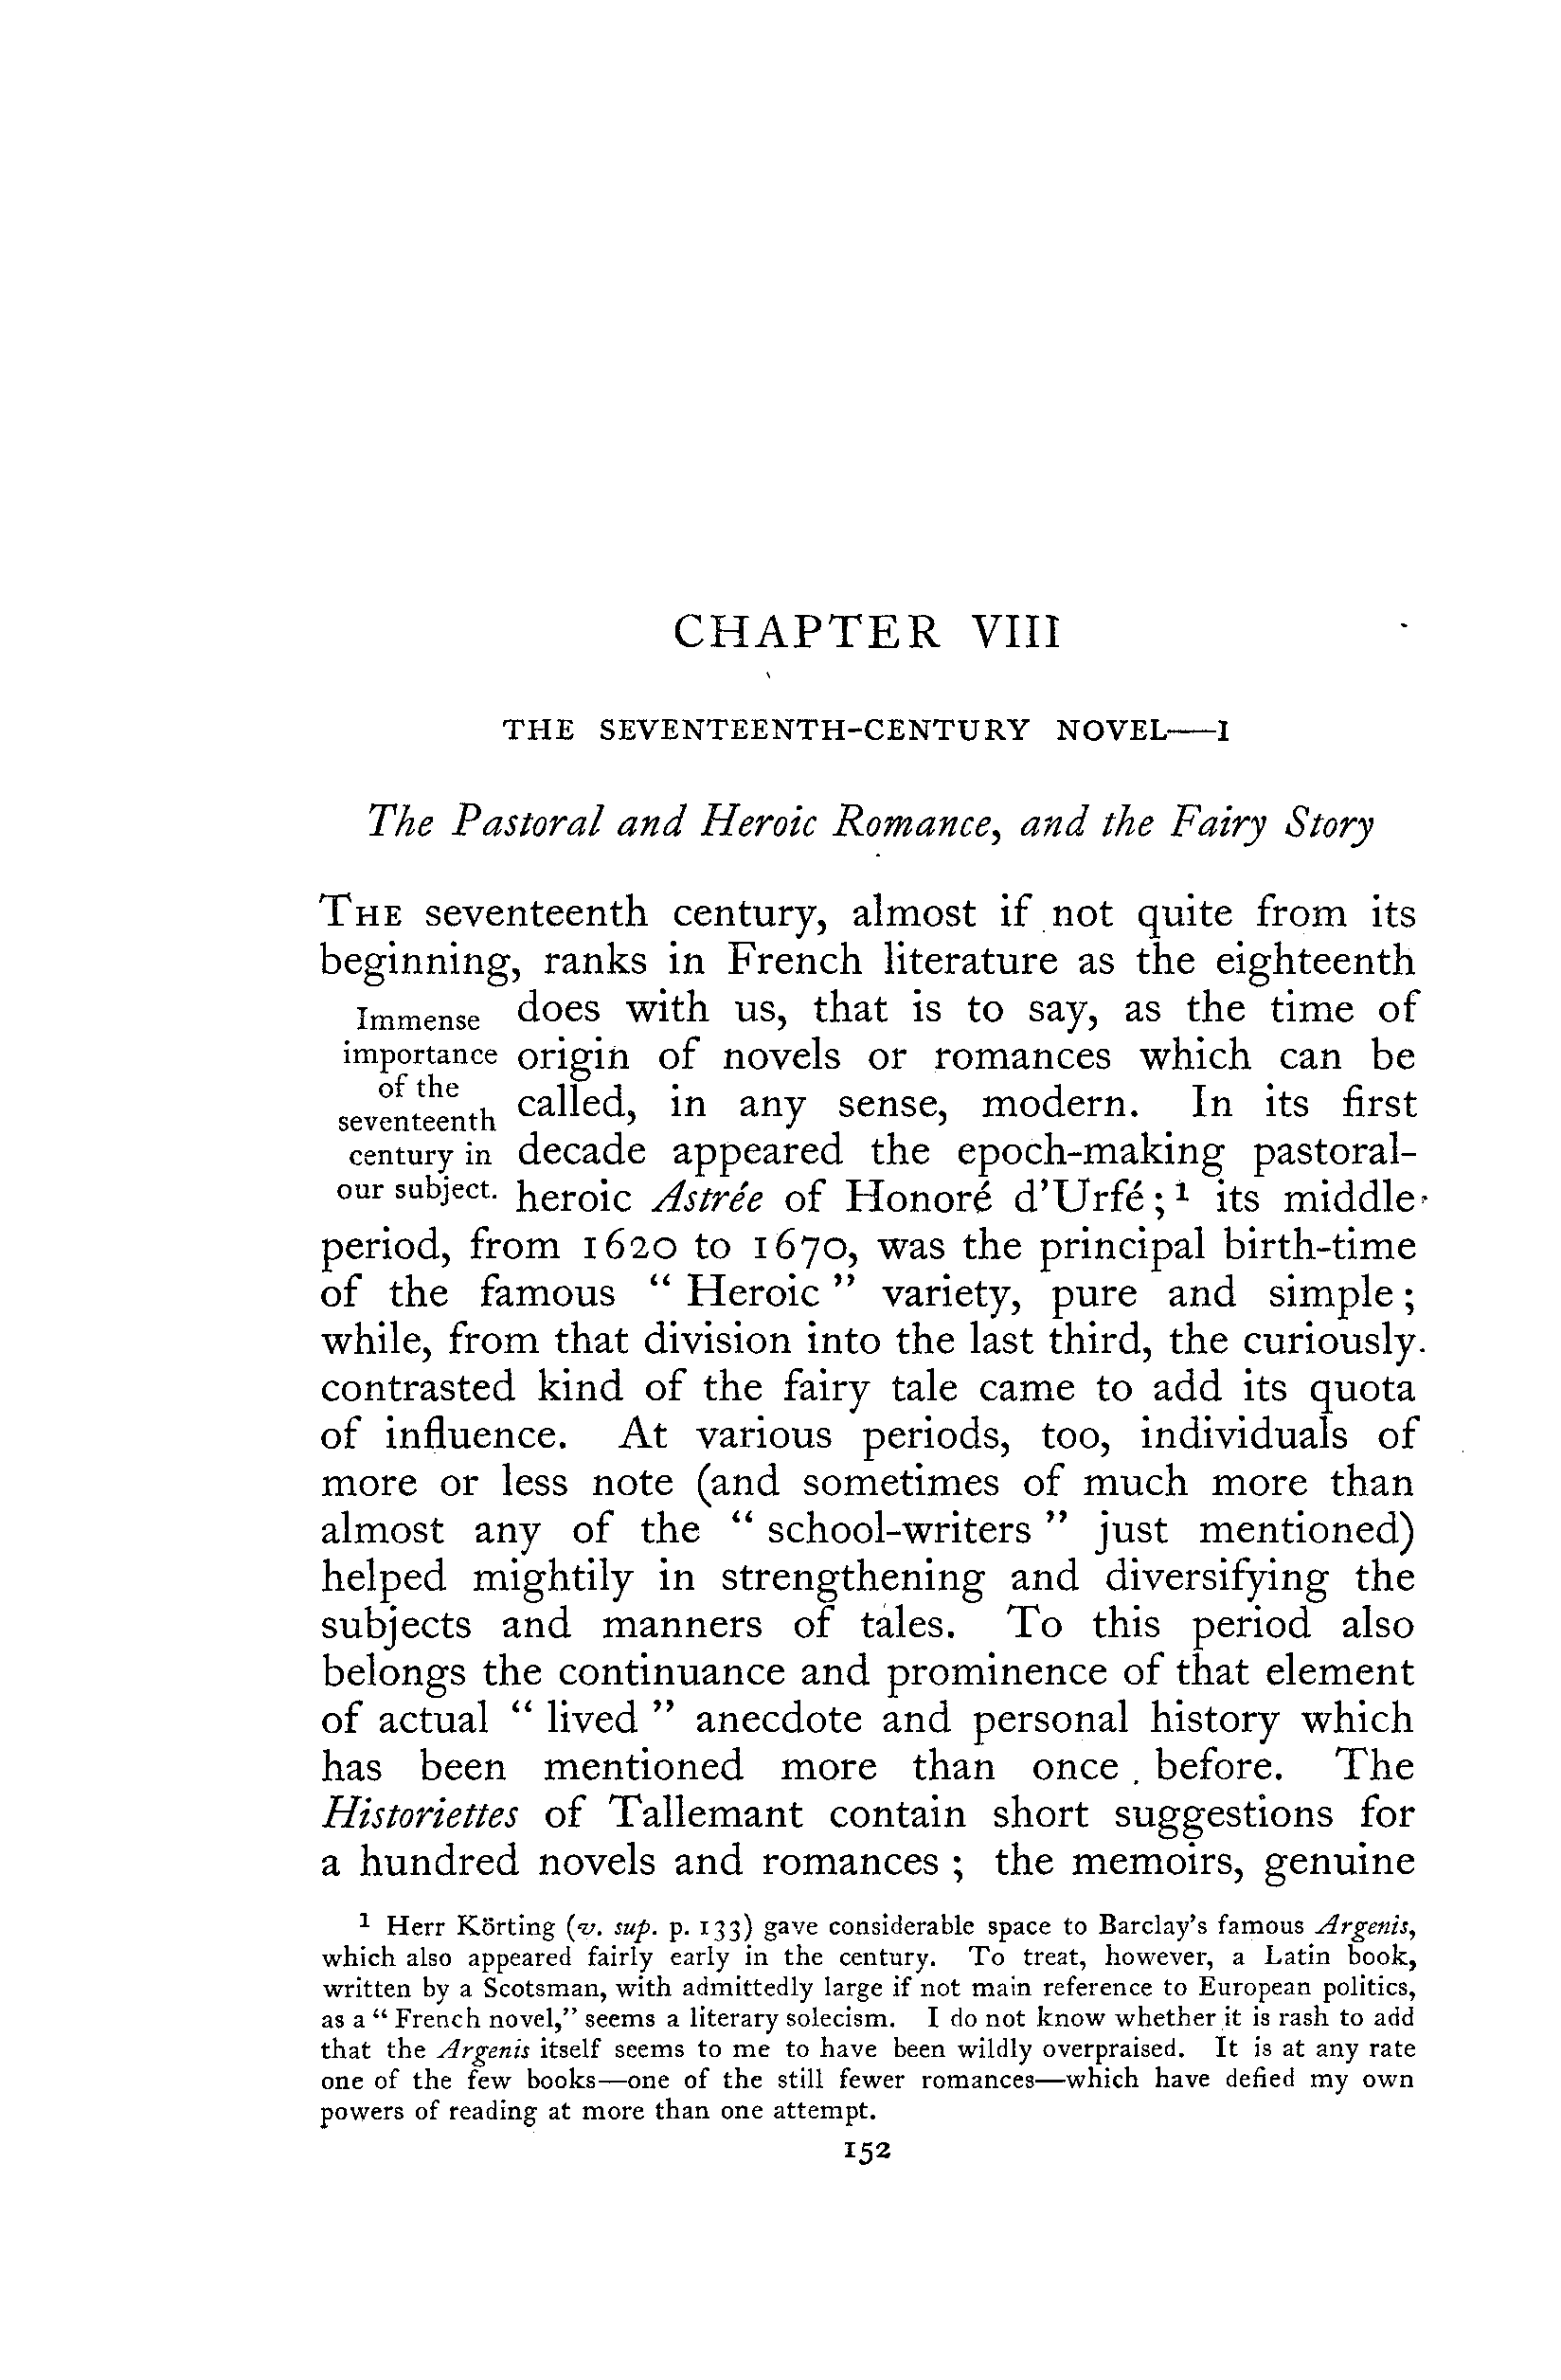 CHAPTER VIII
THE SEVENTEENTH-CENTURY NOVEL—I
The Pastoral and Heroic Romance, and the Fairy Story
THE seventeenth century, almost if not quite from its
beginning, ranks in French literature as the eighteenth
Immense
importance
of the
seventeenth
century in
our subject.
does with us, that is to say, as the time of
origin of novels or romances which can be
called, in any sense, modern. In its first
decade appeared the epoch-making pastoral-
heroic Astrée of Honoré d'Urfé;¹ its middle
period, from 1620 to 1670, was the principal birth-time
of the famous “ Heroic ” variety, pure and simple;
while, from that division into the last third, the curiously
contrasted kind of the fairy tale came to add its quota
of influence. At various periods, too, individuals of
more or less note (and sometimes of much more than
almost any of the “ school-writers ” just mentioned)
helped mightily in strengthening and diversifying the
subjects and manners of tales. To this period also
belongs the continuance and prominence of that element
of actual “ lived ” anecdote and personal history which
has been mentioned more than once before. The
Historiettes of Tallemant contain short suggestions for
a hundred novels and romances ; the memoirs, genuine
¹ Herr Körting (v. sup. p. 133) gave considerable space to Barclay's famous Argenis,
which also appeared fairly early in the century. To treat, however, a Latin book,
written by a Scotsman, with admittedly large if not main reference to European politics,
as a “ French novel,” seems a literary solecism. I do not know whether it is rash to add
that the Argenis itself seems to me to have been wildly overpraised. It is at any rate
one of the few books—one of the still fewer romances—which have defied my own
powers of reading at more than one attempt.
152